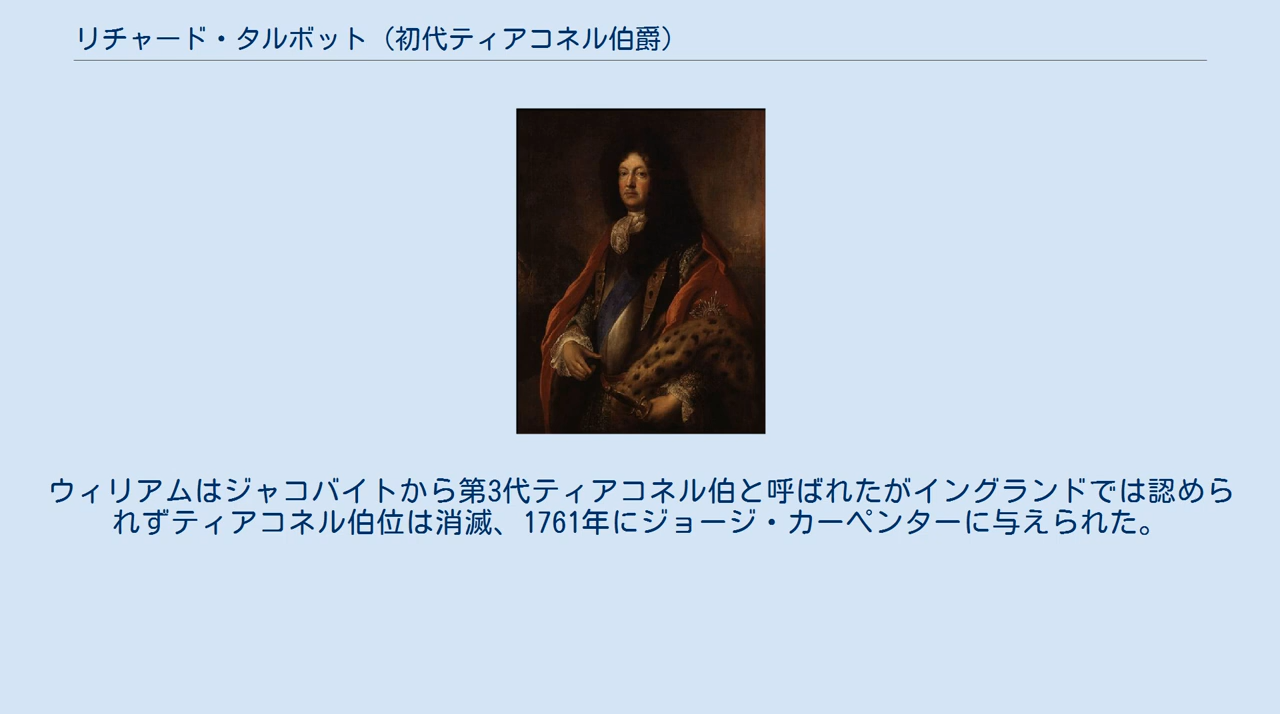 リチャード・タルボット（初代ティアコネル伯爵）
ウィリアムはジャコバイトから第3代ティアコネル伯と呼ばれたがイングランドでは認めら
れずティアコネル伯位は消滅、1761年にジョージ・カーペンターに与えられた。